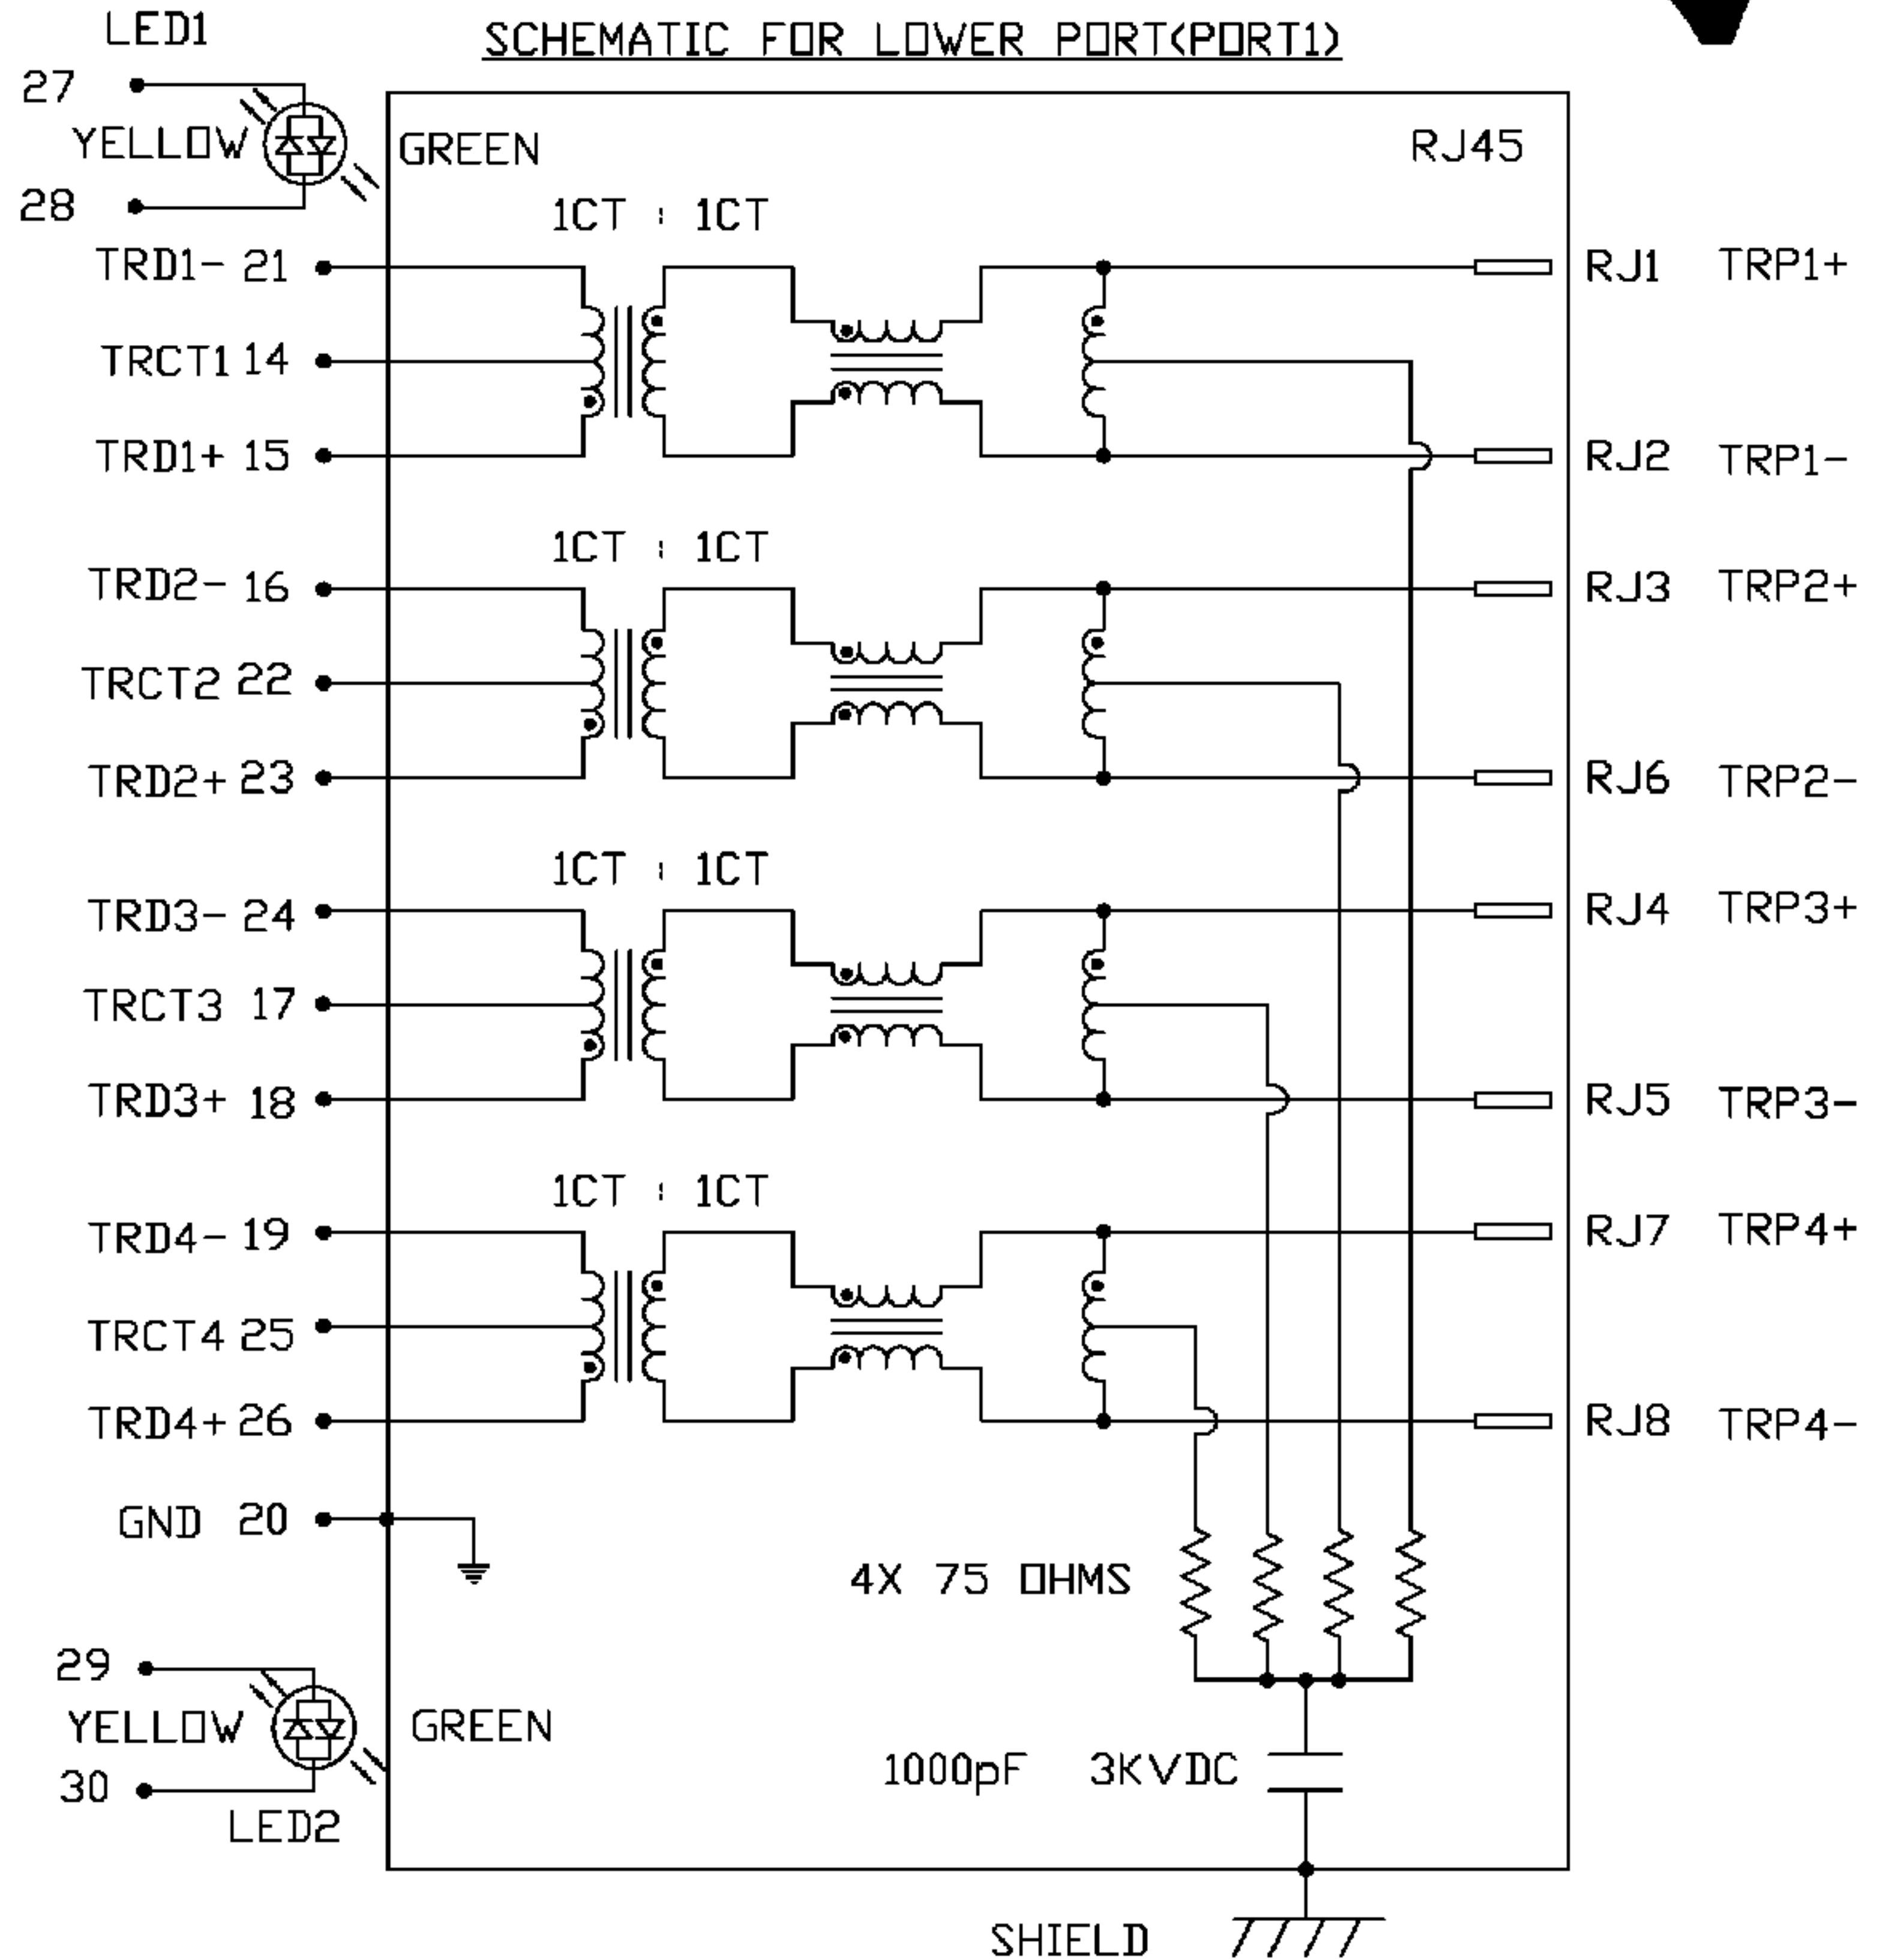 LED1
SCHEMATIC FOR LOWER PORT(PORT1)
27
YELLOW
GREEN
RJ45
28
1CT : 1CT
TRD1- 21
RJ1 TRP1+
TRCT1 14
TRD1+ 15
RJ2 TRP1-
1CT : 1CT
TRD2- 16
RJ3 TRP2+
TRCT2 22
TRD2+ 23
RJ6 TRP2-
1CT : 1CT
TRD3- 24
RJ4 TRP3+
TRCT3 17
TRD3+ 18
RJ5 TRP3-
1CT : 1CT
TRD4- 19
RJ7 TRP4+
TRCT4 25
TRD4+ 26
RJ8 TRP4-
GND 20
4X 75 OHMS
29
YELLOW
GREEN
30
1000pF 3KVDC
LED2
SHIELD